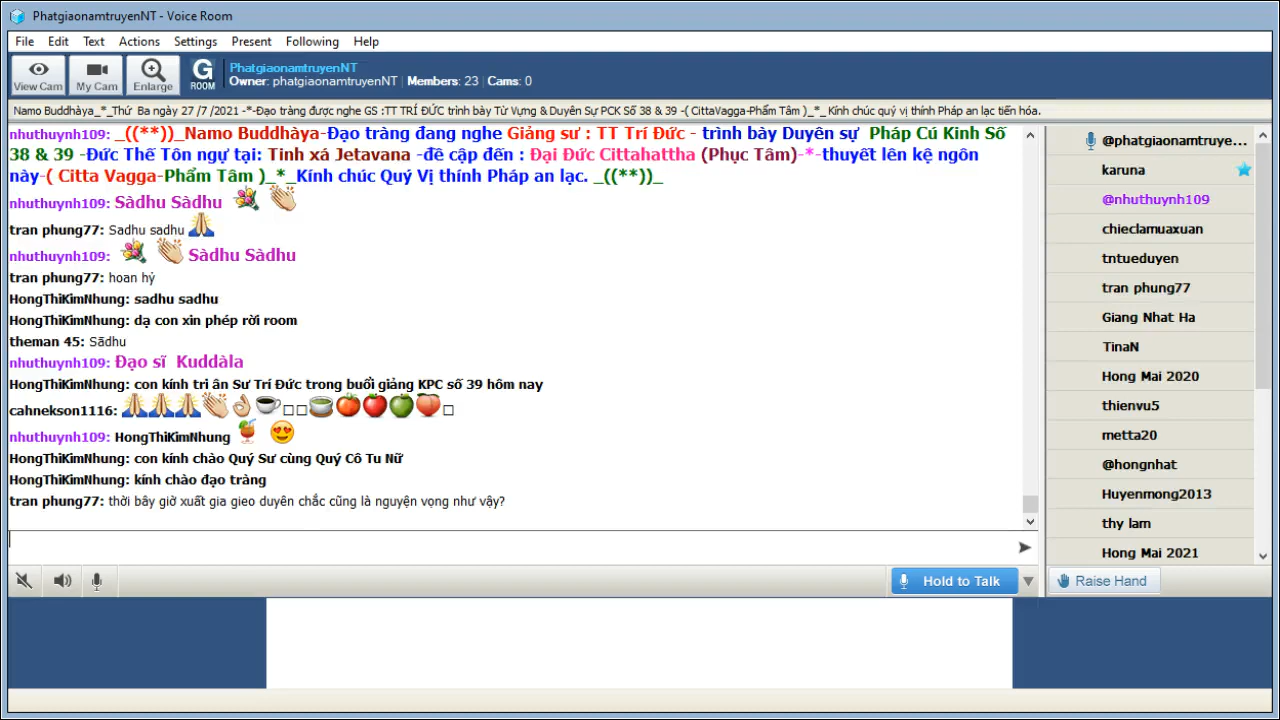 PhatgiaonamtruyenNT - Voice Room
File Edit Text Actions Settings Present Following Help
View Cam My Cam Enlarge G ROOM
PhatgiaonamtruyenNT
Owner: phatgiaonamtruyenNT Members: 23 Cams: 0
Namo Buddhàya_*_Thứ Ba ngày 27 /7 /2021 -*-Đạo tràng được nghe GS :TT TRÍ ĐỨC trình bày Từ Vựng & Duyên Sự PCK Số 38 & 39 -( CittaVagga-Phẩm Tâm )_*_ Kính chúc quý vị thính Pháp an lạc tiến hóa.
nhuthuynh109: _((**))_Namo Buddhàya-Đạo tràng đang nghe Giảng sư : TT Trí Đức - trình bày Duyên sự Pháp Cú Kinh Số
38 & 39 -Đức Thế Tôn ngự tại: Tinh xá Jetavana -đề cập đến : Đại Đức Cittahattha (Phục Tâm)-*-thuyết lên kệ ngôn
này-( Citta Vagga-Phẩm Tâm )_*_Kính chúc Quý Vị thính Pháp an lạc. _((**))_
nhuthuynh109: Sàdhu Sàdhu
tran phung77: Sadhu sadhu
nhuthuynh109: Sàdhu Sàdhu
tran phung77: hoan hỷ
HongThiKimNhung: sadhu sadhu
HongThiKimNhung: dạ con xin phép rời room
theman 45: Sãdhu
nhuthuynh109: Đạo sĩ Kuddàla
HongThiKimNhung: con kính tri ân Sư Trí Đức trong buổi giảng KPC số 39 hôm nay
cahnekson1116:
nhuthuynh109: HongThiKimNhung
HongThiKimNhung: con kính chào Quý Sư cùng Quý Cô Tu Nữ
HongThiKimNhung: kính chào đạo tràng
tran phung77: thời bây giờ xuất gia gieo duyên chắc cũng là nguyện vọng như vậy?
@phatgiaonamtruye...
karuna
@nhuthuynh109
chieclamuaxuan
tntueduyen
tran phung77
Giang Nhat Ha
TinaN
Hong Mai 2020
thienvu5
metta20
@hongnhat
Huyenmong2013
thy lam
Hong Mai 2021
Hold to Talk
Raise Hand